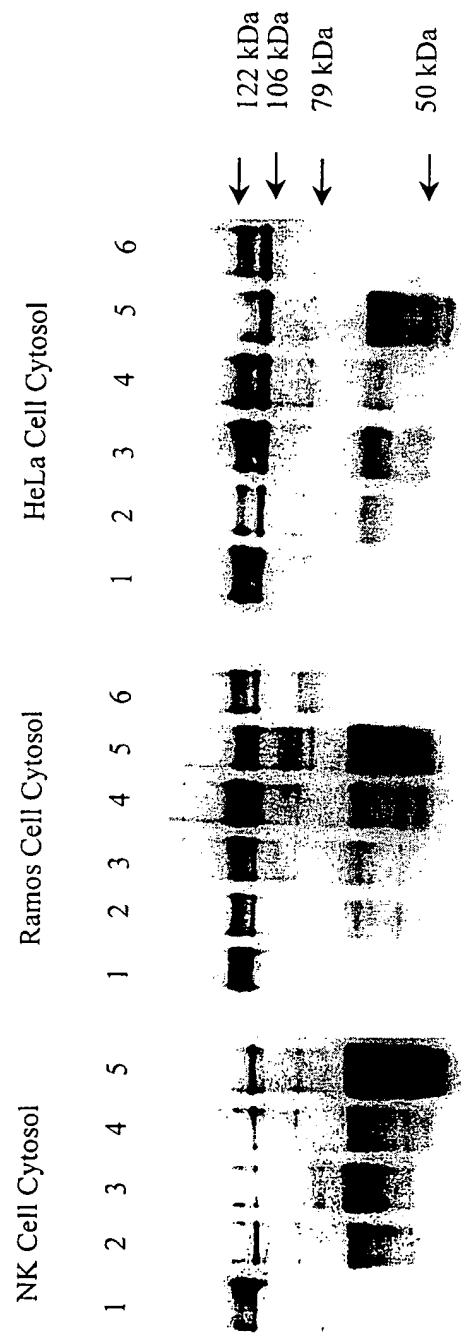 NK Cell Cytosol
1 2 3 4 5
Ramos Cell Cytosol
1 2 3 4 5 6
HeLa Cell Cytosol
1 2 3 4 5 6
122 kDa
106 kDa
79 kDa
50 kDa